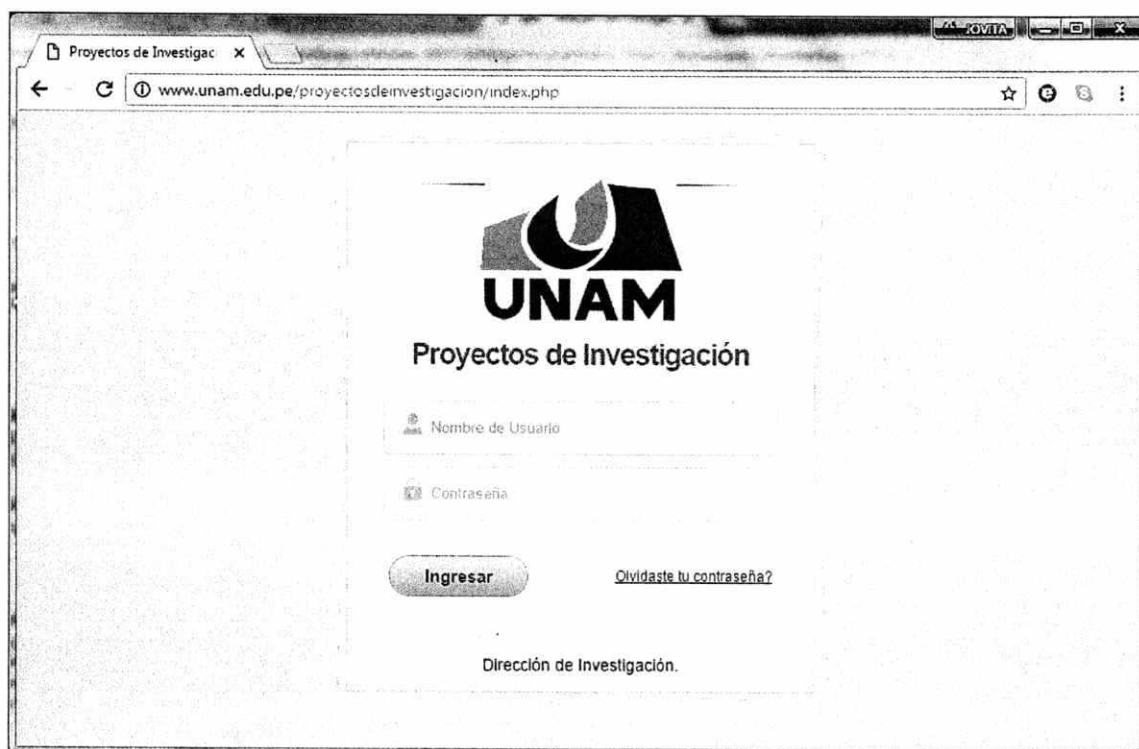 JOVITA
Proyectos de Investigac
www.unam.edu.pe/proyectosdeinvestigacion/index.php
UNAM
Proyectos de Investigación
Nombre de Usuario
Contraseña
Ingresar
Olvidaste tu contraseña?
Dirección de Investigación.